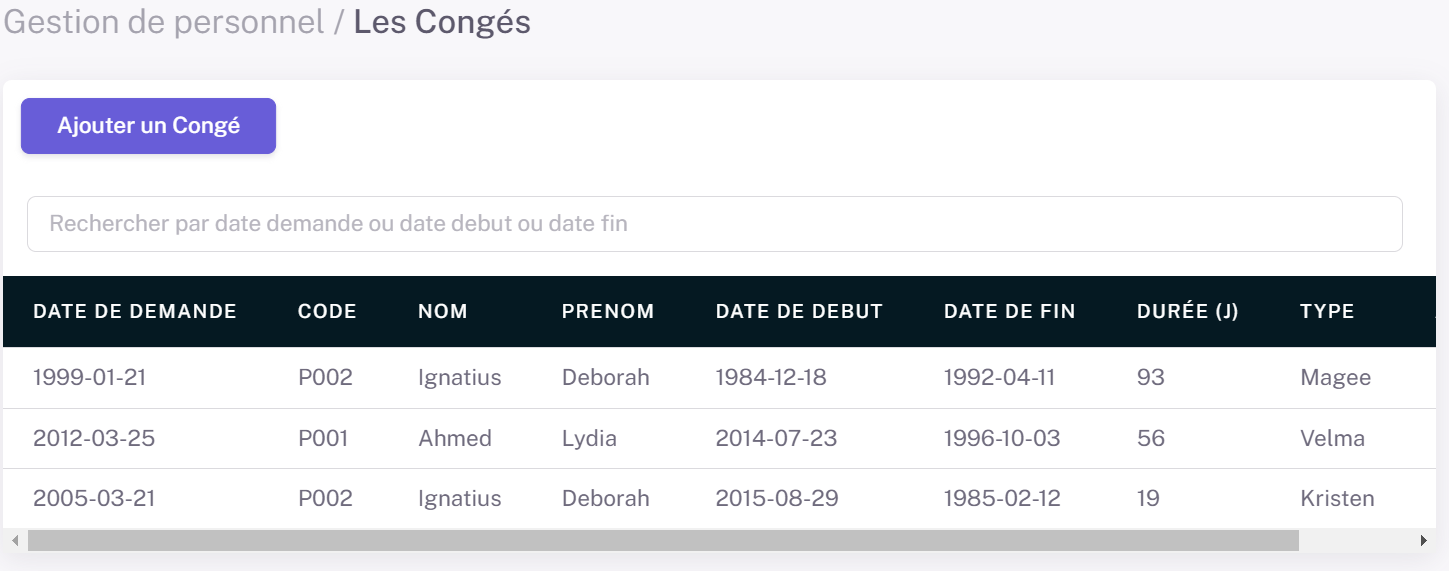 Gestion de personnel / Les Congés
Ajouter un Congé
Rechercher par date demande ou date debut ou date fin
DATE DE DEMANDE CODE NOM PRENOM DATE DE DEBUT DATE DE FIN DURÉE (J) TYPE
1999-01-21 P002 Ignatius Deborah 1984-12-18 1992-04-11 93 Magee
2012-03-25 P001 Ahmed Lydia 2014-07-23 1996-10-03 56 Velma
2005-03-21 P002 Ignatius Deborah 2015-08-29 1985-02-12 19 Kristen